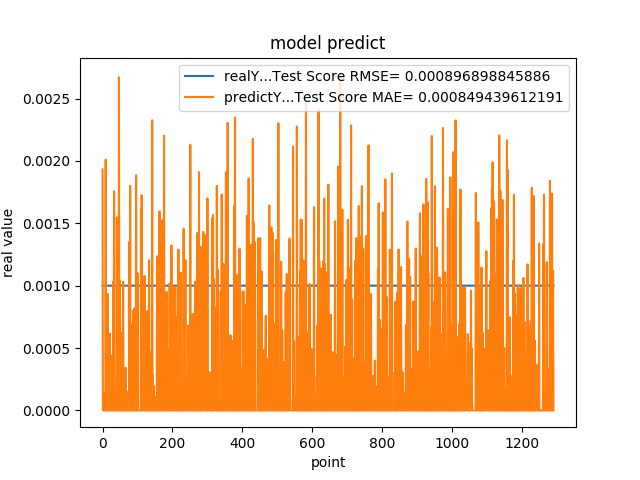 model predict
realY...Test Score RMSE= 0.000896898845886
predictY...Test Score MAE= 0.000849439612191
0.0025
0.0020
0.0015
0.0010
0.0005
0.0000
real value
0 200 400 600 800 1000 1200
point